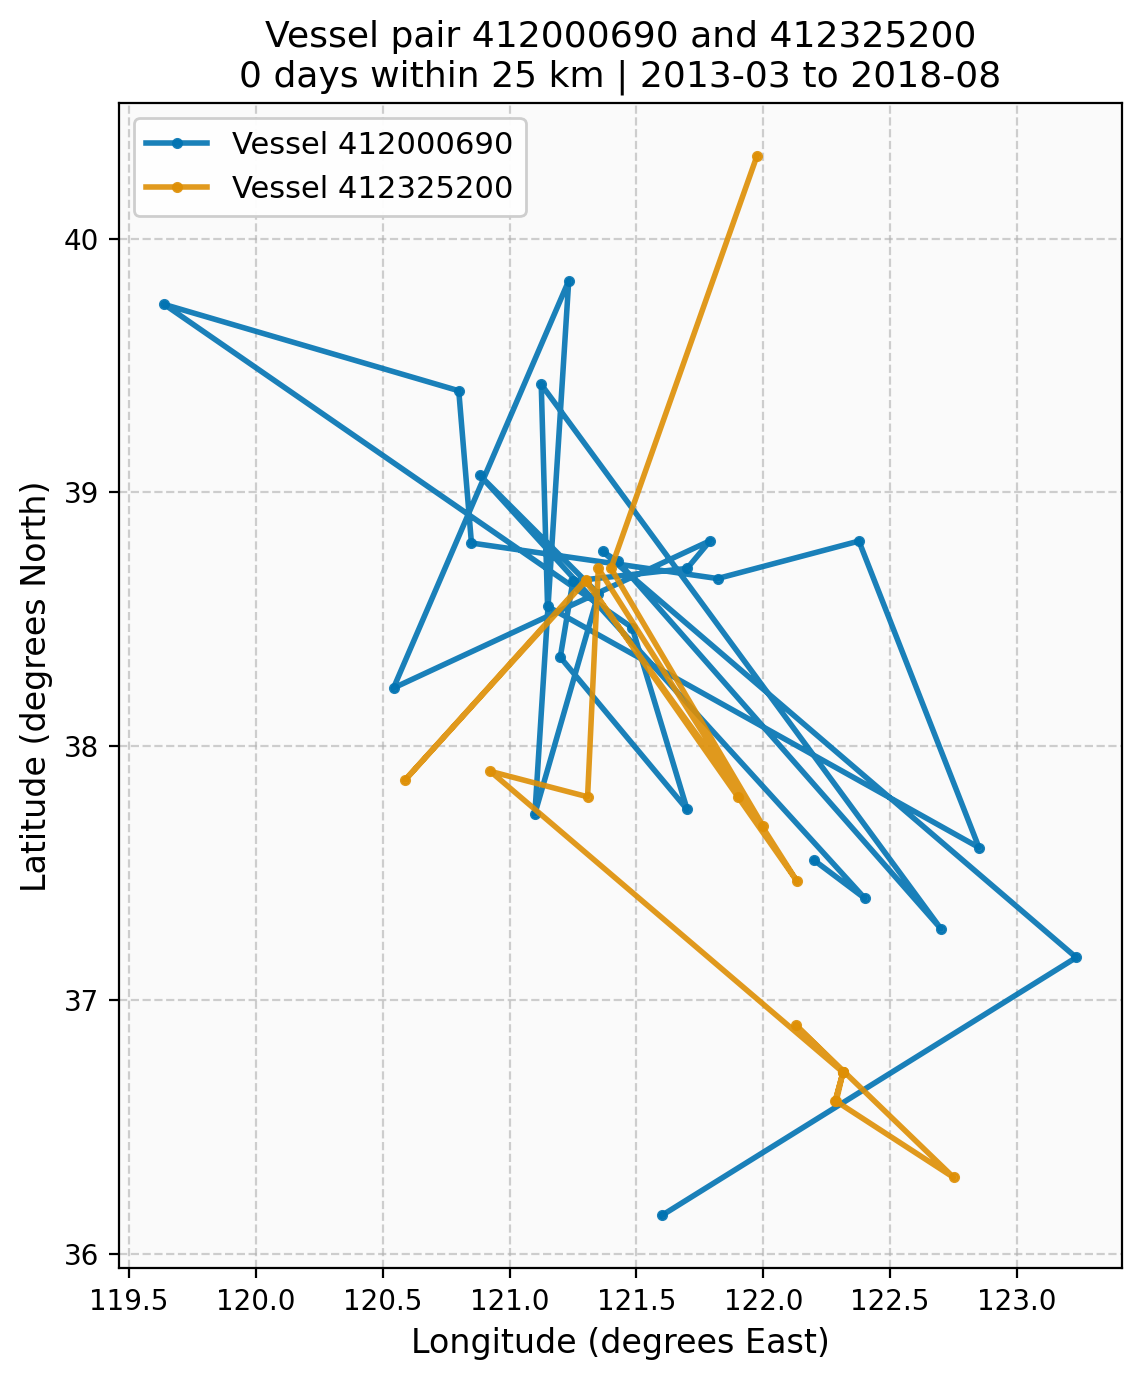 Vessel pair 412000690 and 412325200
0 days within 25 km | 2013-03 to 2018-08
Vessel 412000690
Vessel 412325200
Latitude (degrees North)
40
39
38
37
36
119.5 120.0 120.5 121.0 121.5 122.0 122.5 123.0
Longitude (degrees East)